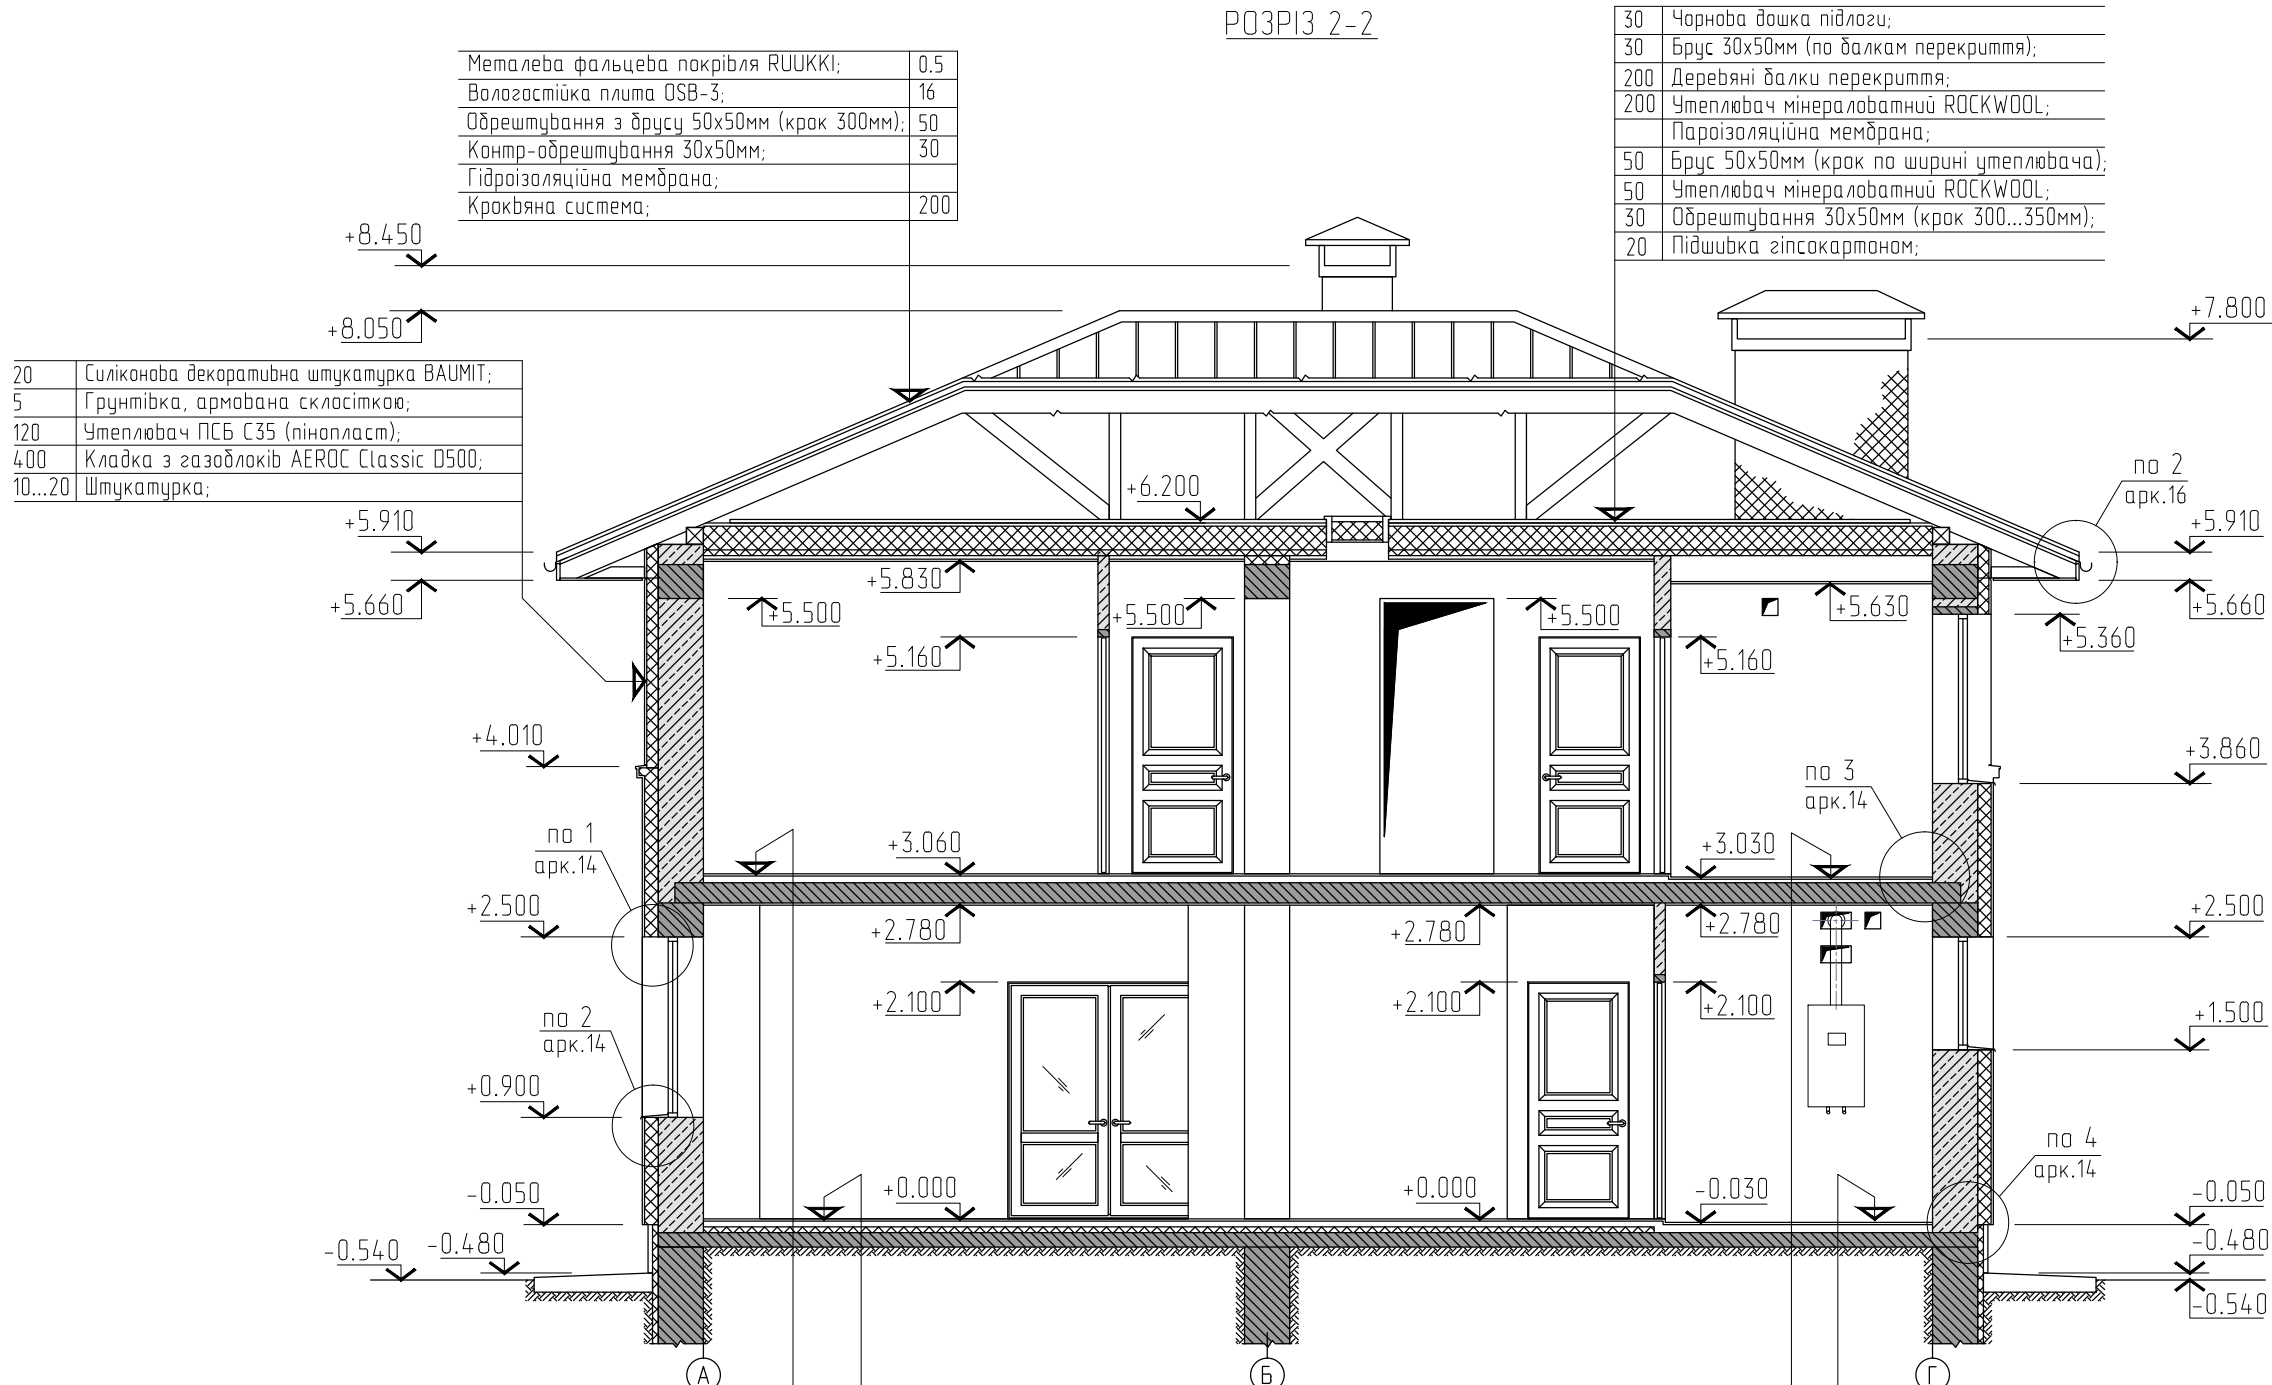 РОЗРІЗ 2-2
Металева фальцева покрівля RUUKKI; 0.5
Вологостійка плита OSB-3; 16
Обрештування з брусу 50х50мм (крок 300мм); 50
Контр-обрештування 30х50мм; 30
Гідроізоляційна мембрана;
Кроквяна система; 200
30 Чорнова дошка підлоги;
30 Брус 30х50мм (по балкам перекриття);
200 Деревяні балки перекриття;
200 Утеплювач мінераловатний ROCKWOOL;
Пароізоляційна мембрана;
50 Брус 50х50мм (крок по ширині утеплювача);
50 Утеплювач мінераловатний ROCKWOOL;
30 Обрештування 30х50мм (крок 300...350мм);
20 Підшивка гіпсокартоном;
+8.450
+8.050
+7.800
20 Силіконова декоративна штукатурка BAUMIT;
5 Грунтівка, армована склосіткою;
120 Утеплювач ПСБ С35 (пінопласт);
400 Кладка з газоблоків AEROC Classic D500;
10...20 Штукатурка;
по 2
арк.16
+6.200
+5.910
+5.910
+5.830
+5.660
+5.500
+5.500
+5.500
+5.630
+5.660
+5.360
+5.160
+5.160
+4.010
+3.860
по 3
арк.14
по 1
арк.14
+3.060
+3.030
+2.500
+2.780
+2.780
+2.780
+2.500
+2.100
+2.100
+2.100
+1.500
по 2
арк.14
+0.900
по 4
арк.14
-0.050
+0.000
+0.000
-0.030
-0.050
-0.540
-0.480
-0.480
-0.540
А
Б
Г